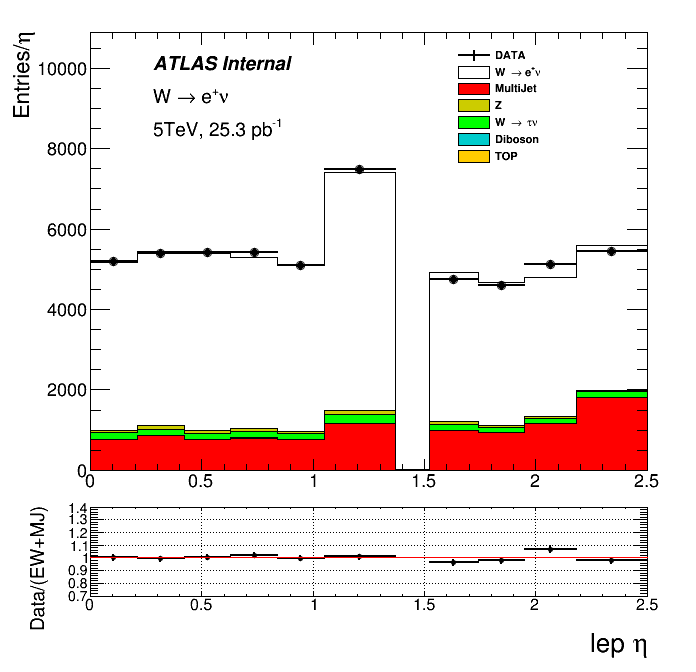 Entries/η
10000
8000
6000
4000
2000
0
ATLAS Internal
W → e⁺ν
5TeV, 25.3 pb⁻¹
DATA
W → e⁺ν
MultiJet
Z
W → τν
Diboson
TOP
0 0.5 1 1.5 2 2.5
Data/(EW+MJ)
1.4
1.3
1.2
1.1
1
0.9
0.8
0.7
0 0.5 1 1.5 2 2.5
lep η